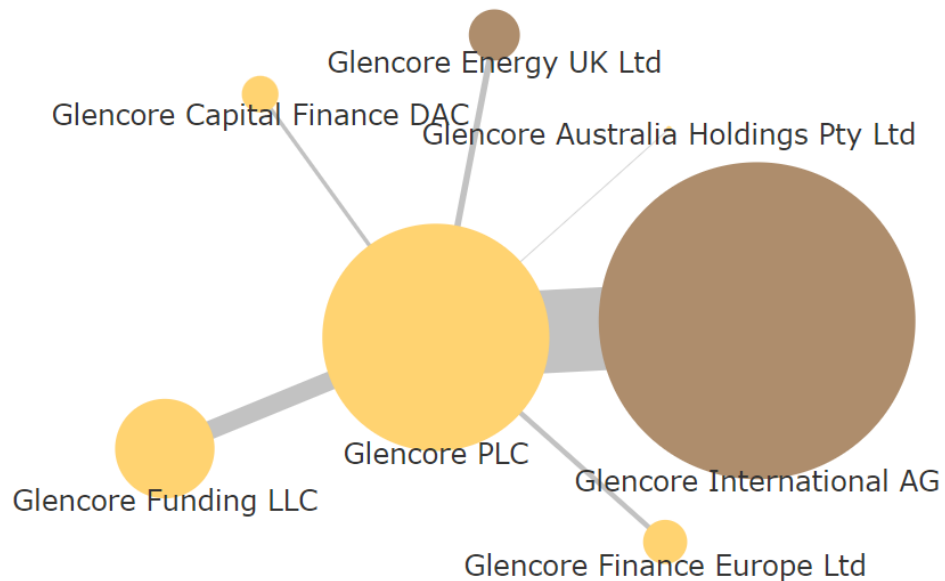 Glencore Energy UK Ltd
Glencore Capital Finance DAC
Glencore Australia Holdings Pty Ltd
Glencore PLC
Glencore International AG
Glencore Funding LLC
Glencore Finance Europe Ltd